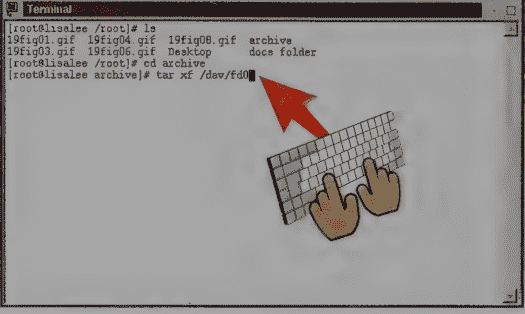 Terminal
[root@lisalee /root]# ls
19fig01.gif  19fig04.gif  19fig08.gif  archive
19fig03.gif  19fig06.gif  Desktop      docs folder
[root@lisalee /root]# cd archive
[root@lisalee archive]# tar xf /dev/fd0